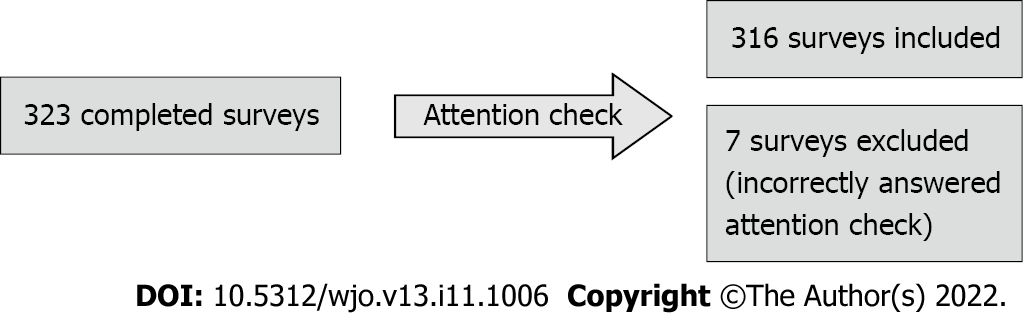 323 completed surveys
Attention check
316 surveys included
7 surveys excluded
(incorrectly answered
attention check)
DOI: 10.5312/wjo.v13.i11.1006 Copyright ©The Author(s) 2022.